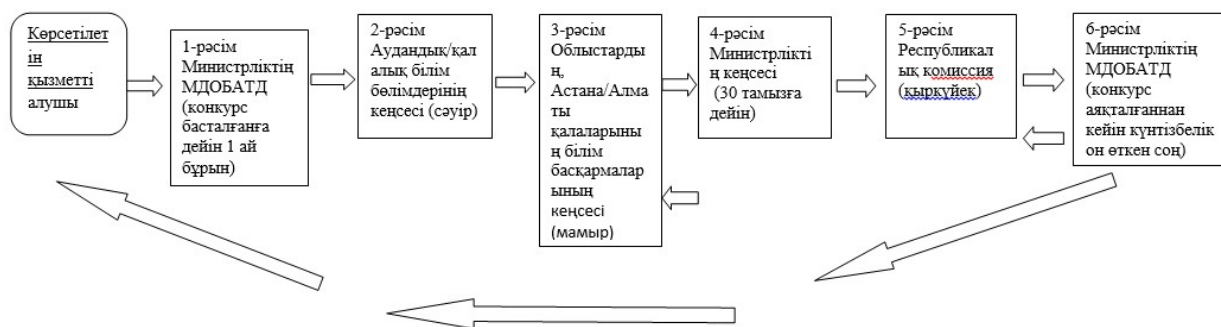 Көрсетілет
ін
қызметті
алушы
1-рәсім
Министрліктің
МДОБАТД
(конкурс
басталғанға
дейін 1 ай
бұрын)
2-рәсім
Аудандық/қал
алық білім
бөлімдерінің
кеңсесі (сәуір)
3-рәсім
Облыстарды
ң,
Астана/Алма
ты
қалаларыны
ң білім
басқармалар
ының
кеңсесі
(мамыр)
4-рәсім
Министрлікті
ң кеңсесі
(30 тамызға
дейін)
5-рәсім
Республикал
ық комиссия
(қыркүйек)
6-рәсім
Министрліктің
МДОБАТД
(конкурс
аяқталғаннан
кейін күнтізбелік
он өткен соң)